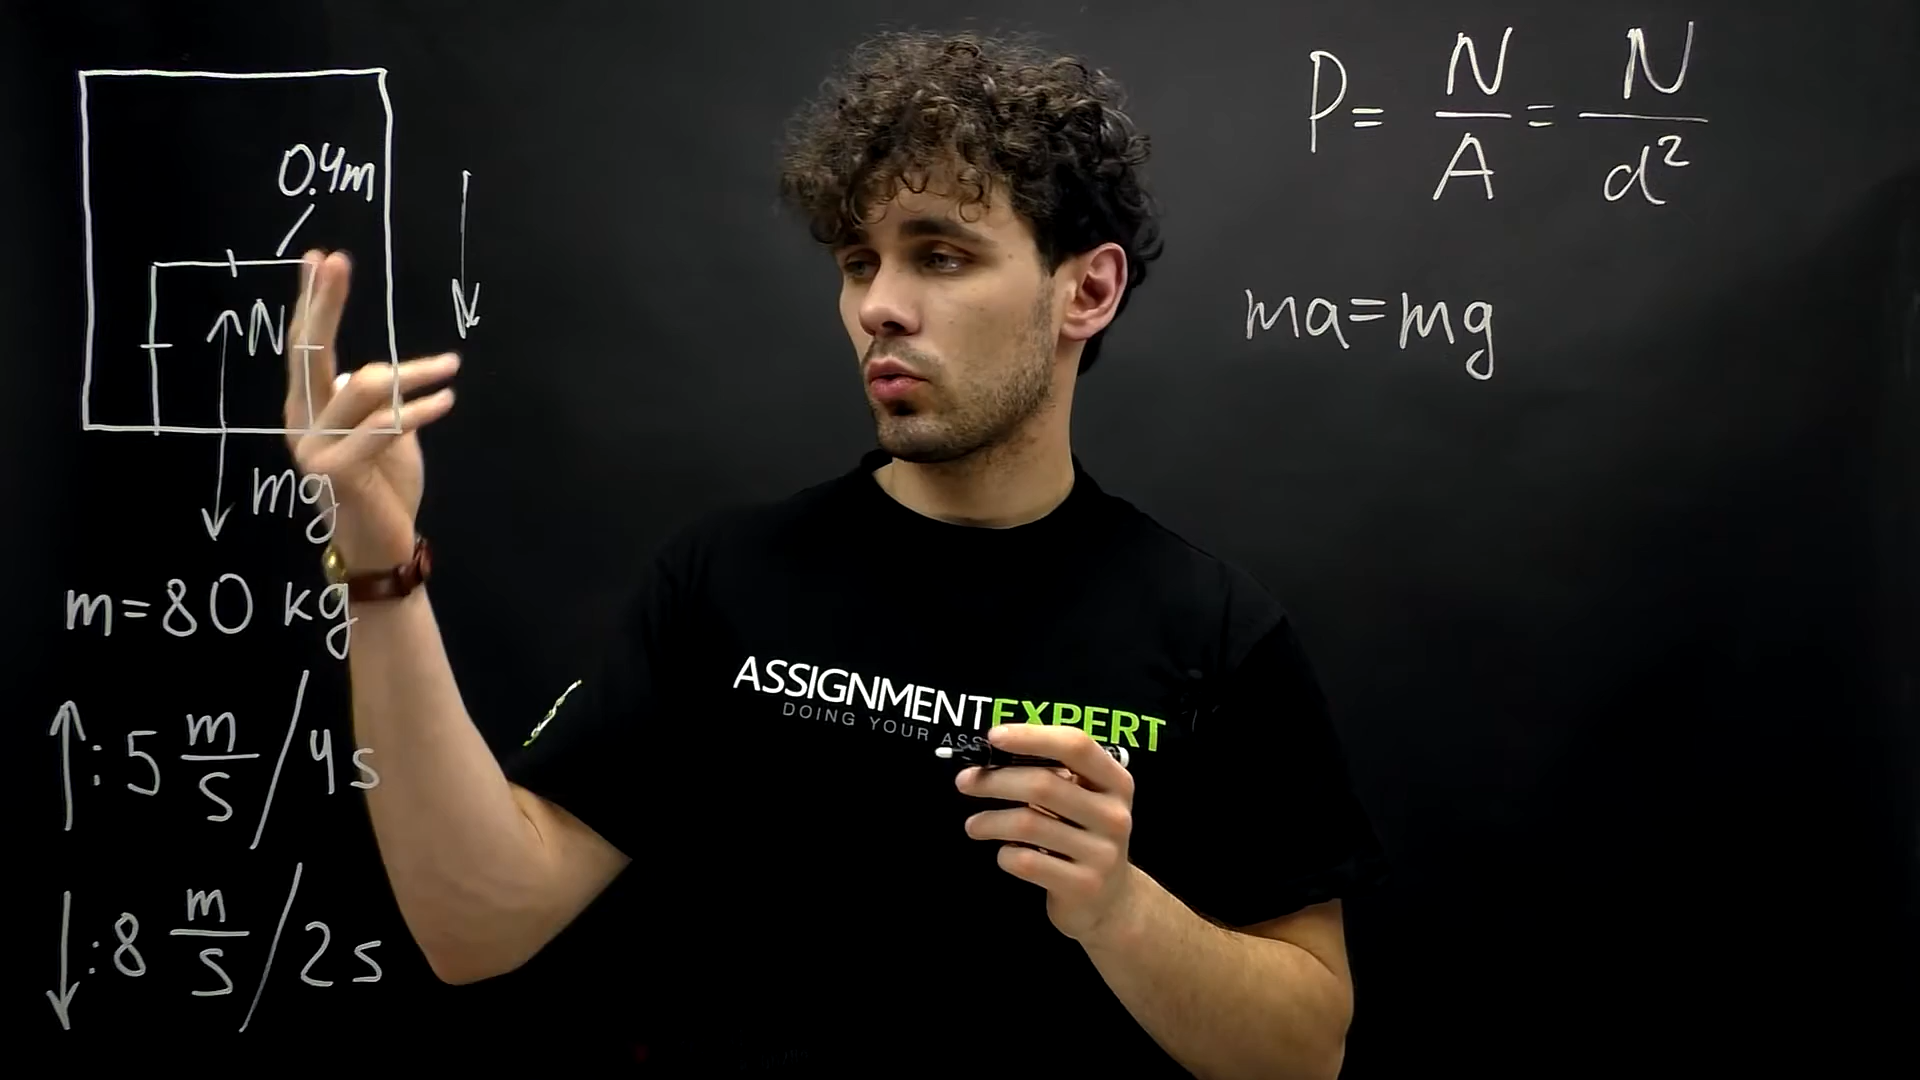 0.4m
N
mg
m=80 kg
↑: 5 m/s / 4s
↓: 8 m/s / 2s
P= N/A = N/d²
ma=mg
ASSIGNMENTEXPERT
DOING YOUR ASS